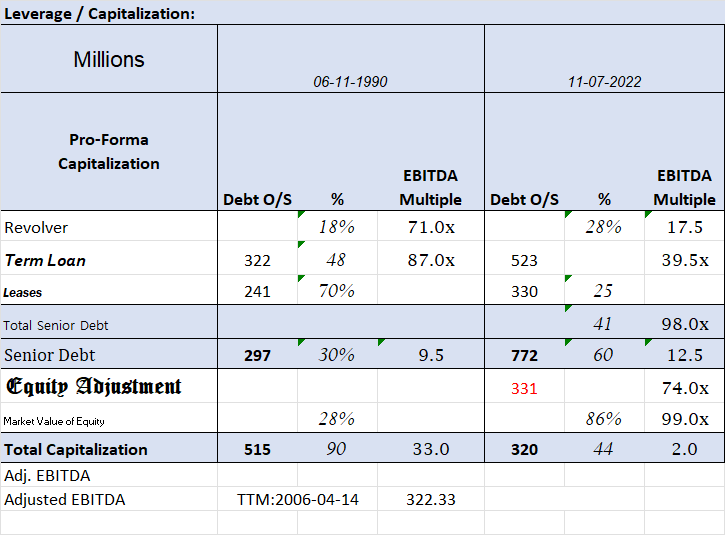 Leverage / Capitalization:
Millions 06-11-1990 11-07-2022
Pro-Forma Capitalization Debt O/S % EBITDA Multiple Debt O/S % EBITDA Multiple
Revolver 18% 71.0x 28% 17.5
Term Loan 322 48 87.0x 523 39.5x
Leases 241 70% 330 25
Total Senior Debt 41 98.0x
Senior Debt 297 30% 9.5 772 60 12.5
Equity Adjustment 331 74.0x
Market Value of Equity 28% 86% 99.0x
Total Capitalization 515 90 33.0 320 44 2.0
Adj. EBITDA
Adjusted EBITDA TTM:2006-04-14 322.33